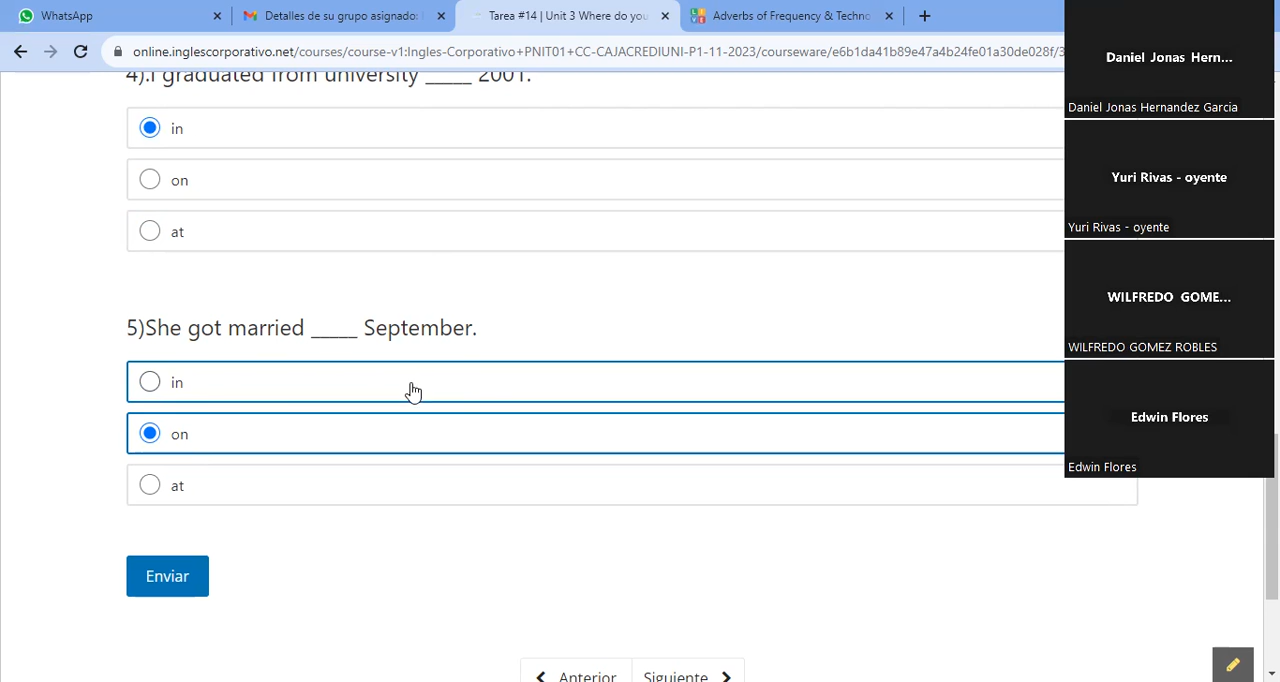 WhatsApp
Detalles de su grupo asignado:
Tarea #14 | Unit 3 Where do you
Adverbs of Frequency & Techno
online.inglescorporativo.net/courses/course-v1:Ingles-Corporativo+PNIT01+CC-CAJACREDIUNI-P1-11-2023/courseware/e6b1da41b89e47a4b24fe01a30de028f/3
4).I graduated from university _____ 2001.
in
on
at
5)She got married _____ September.
in
on
at
Enviar
Anterior
Siguiente
Daniel Jonas Hern...
Daniel Jonas Hernandez Garcia
Yuri Rivas - oyente
Yuri Rivas - oyente
WILFREDO GOME...
WILFREDO GOMEZ ROBLES
Edwin Flores
Edwin Flores